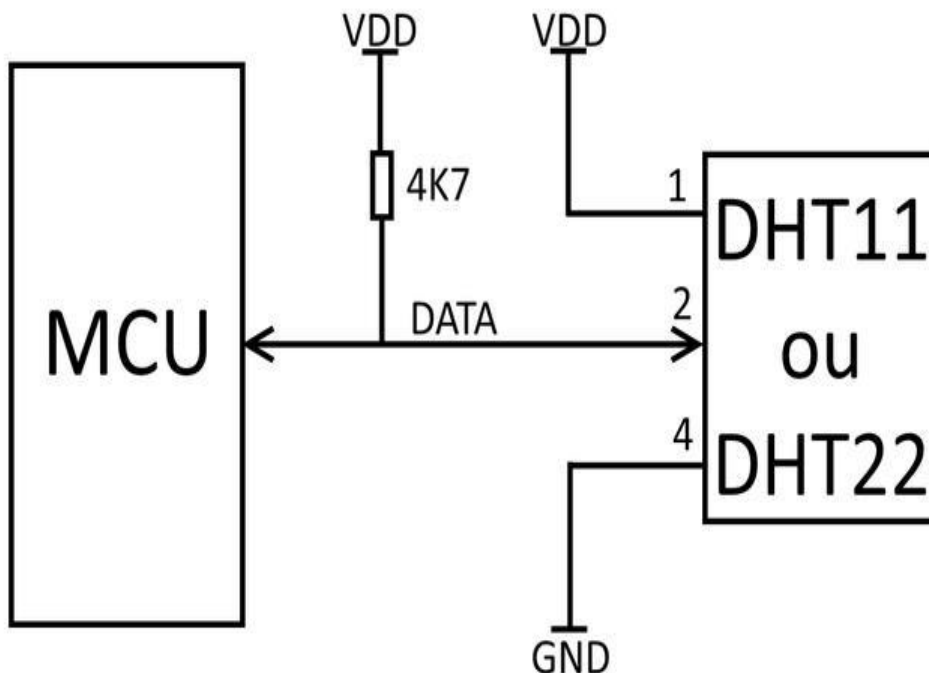 VDD
VDD
4K7
1
DHT11
DATA
2
MCU
ou
4
DHT22
GND